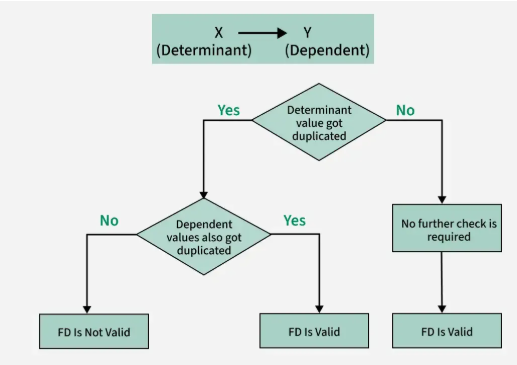 X → Y
(Determinant) (Dependent)
Determinant
value got
duplicated
Yes
No
Dependent
values also got
duplicated
No
Yes
No further check is
required
FD Is Not Valid
FD Is Valid
FD Is Valid